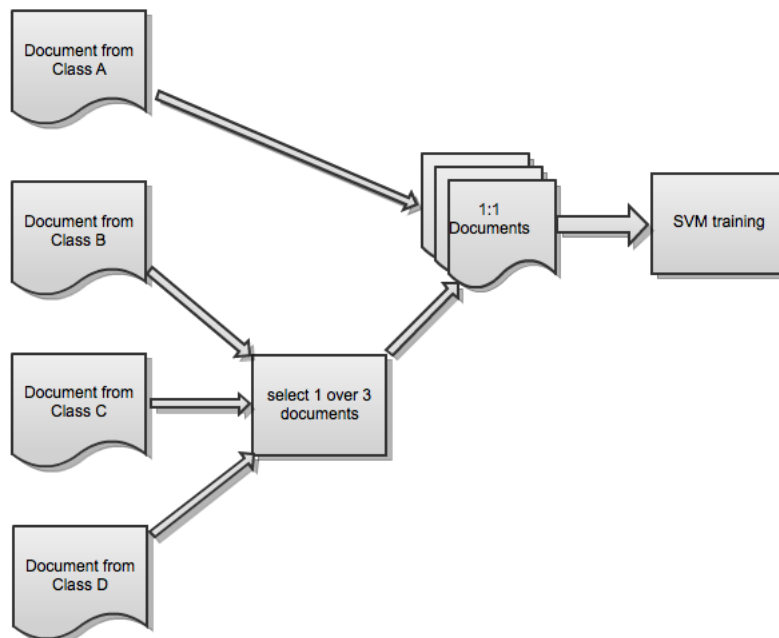 Document from
Class A
Document from
Class B
1:1
Documents
SVM training
Document from
Class C
select 1 over 3
documents
Document from
Class D